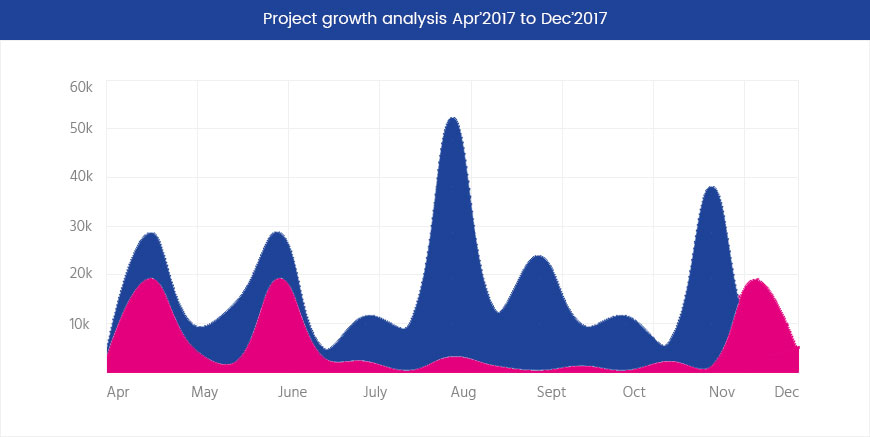 Project growth analysis Apr’2017 to Dec’2017
60k
50k
40k
30k
20k
10k
Apr May June July Aug Sept Oct Nov Dec